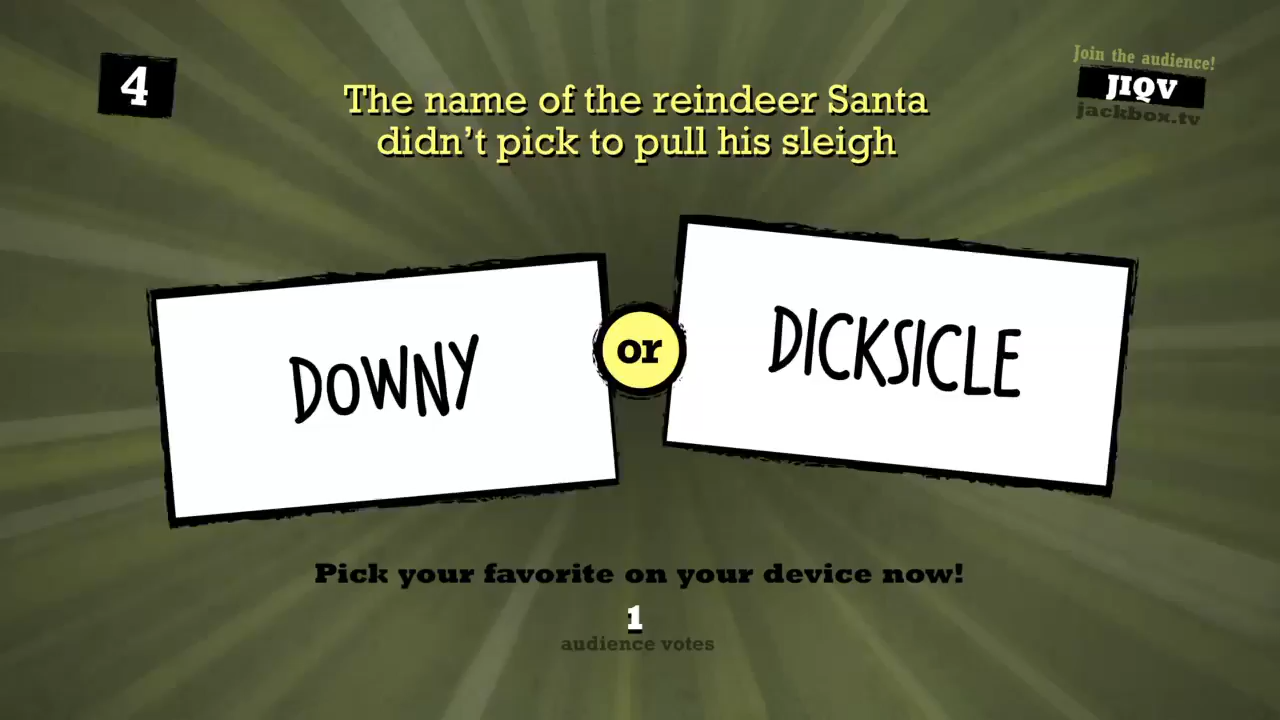 4
Join the audience!
JIQV
jackbox.tv
The name of the reindeer Santa
didn't pick to pull his sleigh
DOWNY
or
DICKSICLE
Pick your favorite on your device now!
1
audience votes